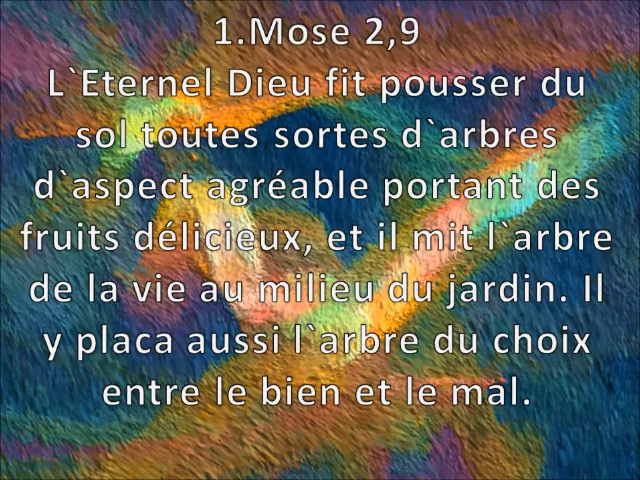 1.Mose 2,9
L`Eternel Dieu fit pousser du
sol toutes sortes d`arbres
d`aspect agréable portant des
fruits délicieux, et il mit l`arbre
de la vie au milieu du jardin. Il
y placa aussi l`arbre du choix
entre le bien et le mal.